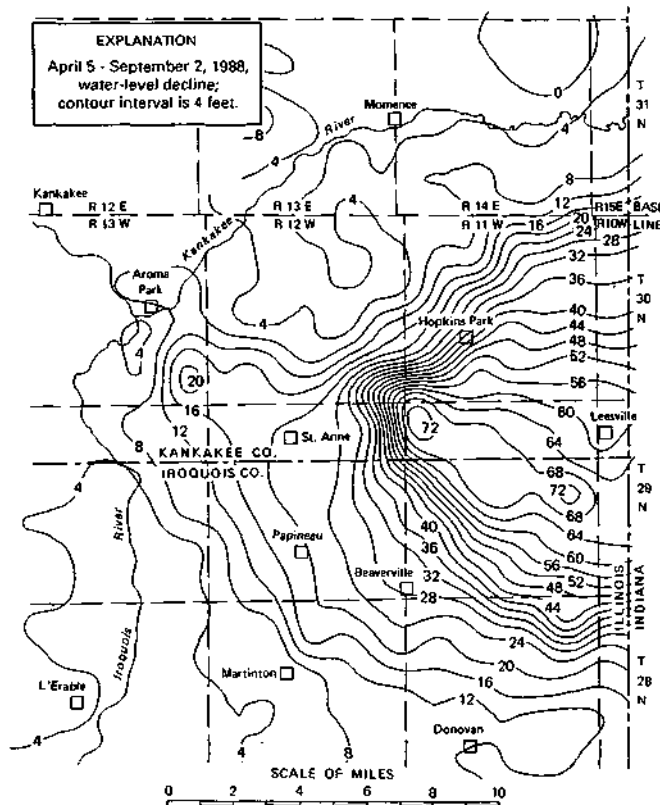 EXPLANATION
April 5 - September 2, 1988,
water-level decline;
contour interval is 4 feet.
0
T
31
N
8
Momence
4
River
4
8
Kankakee
R 12 E
R 13 E
4
R 14 E
12
R15E
BASE
R 13 W
R 12 W
R 11 W
16
20
R10W
LINE
24
28
Kankakee
32
Aroma
Park
36
T
30
N
40
4
Hopkins Park
44
48
52
4
20
56
16
60
72
Leesville
12
St. Anne
64
8
KANKAKEE CO.
IROQUOIS CO.
68
T
29
N
4
72
68
River
40
64
Papineau
36
60
Beaverville
32
56
52
28
48
44
ILLINOIS
INDIANA
24
Iroquois
20
T
28
N
Martinton
16
L'Erable
12
4
4
8
Donovan
4
SCALE OF MILES
0 2 4 6 8 10